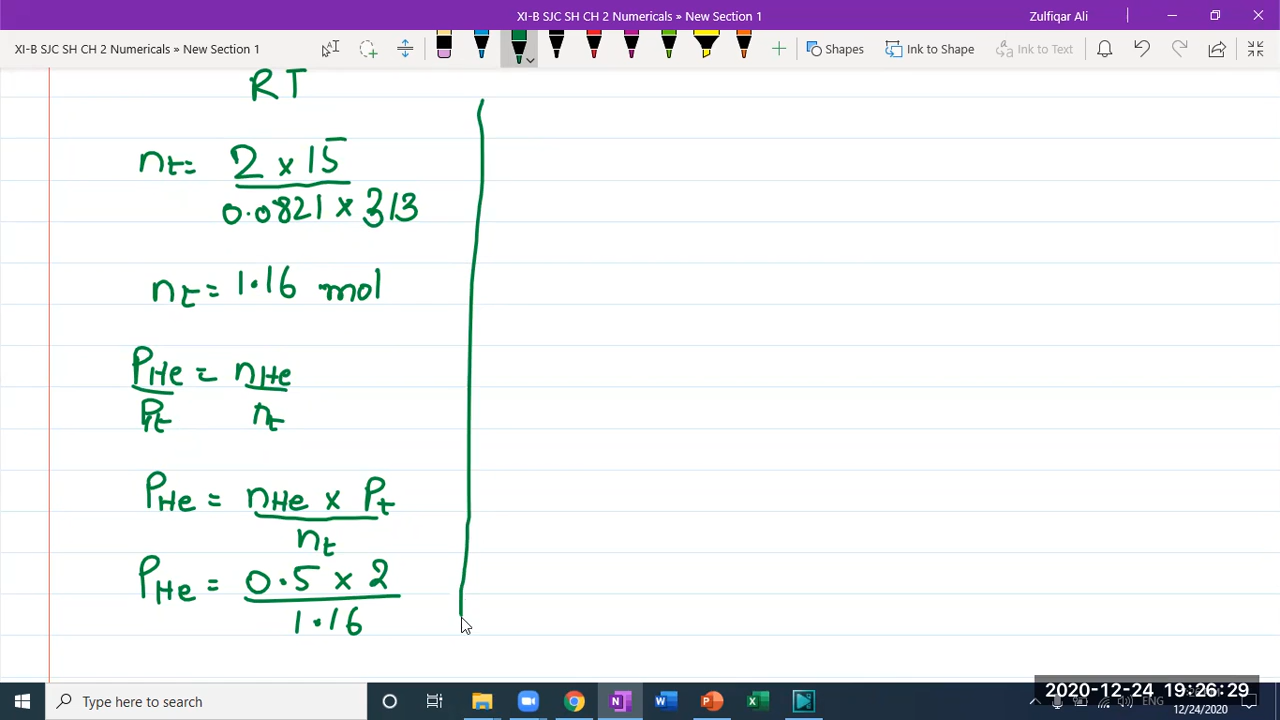 XI-B SJC SH CH 2 Numericals » New Section 1
Zulfiqar Ali
XI-B SJC SH CH 2 Numericals » New Section 1
Shapes
Ink to Shape
Ink to Text
RT
nt = 2 x 15
0.0821 x 313
nt = 1.16 mol
PHe = nHe
Pt nt
PHe = nHe x Pt
nt
PHe = 0.5 x 2
1.16
Type here to search
ENG
2020-12-24 19:26:29
12/24/2020